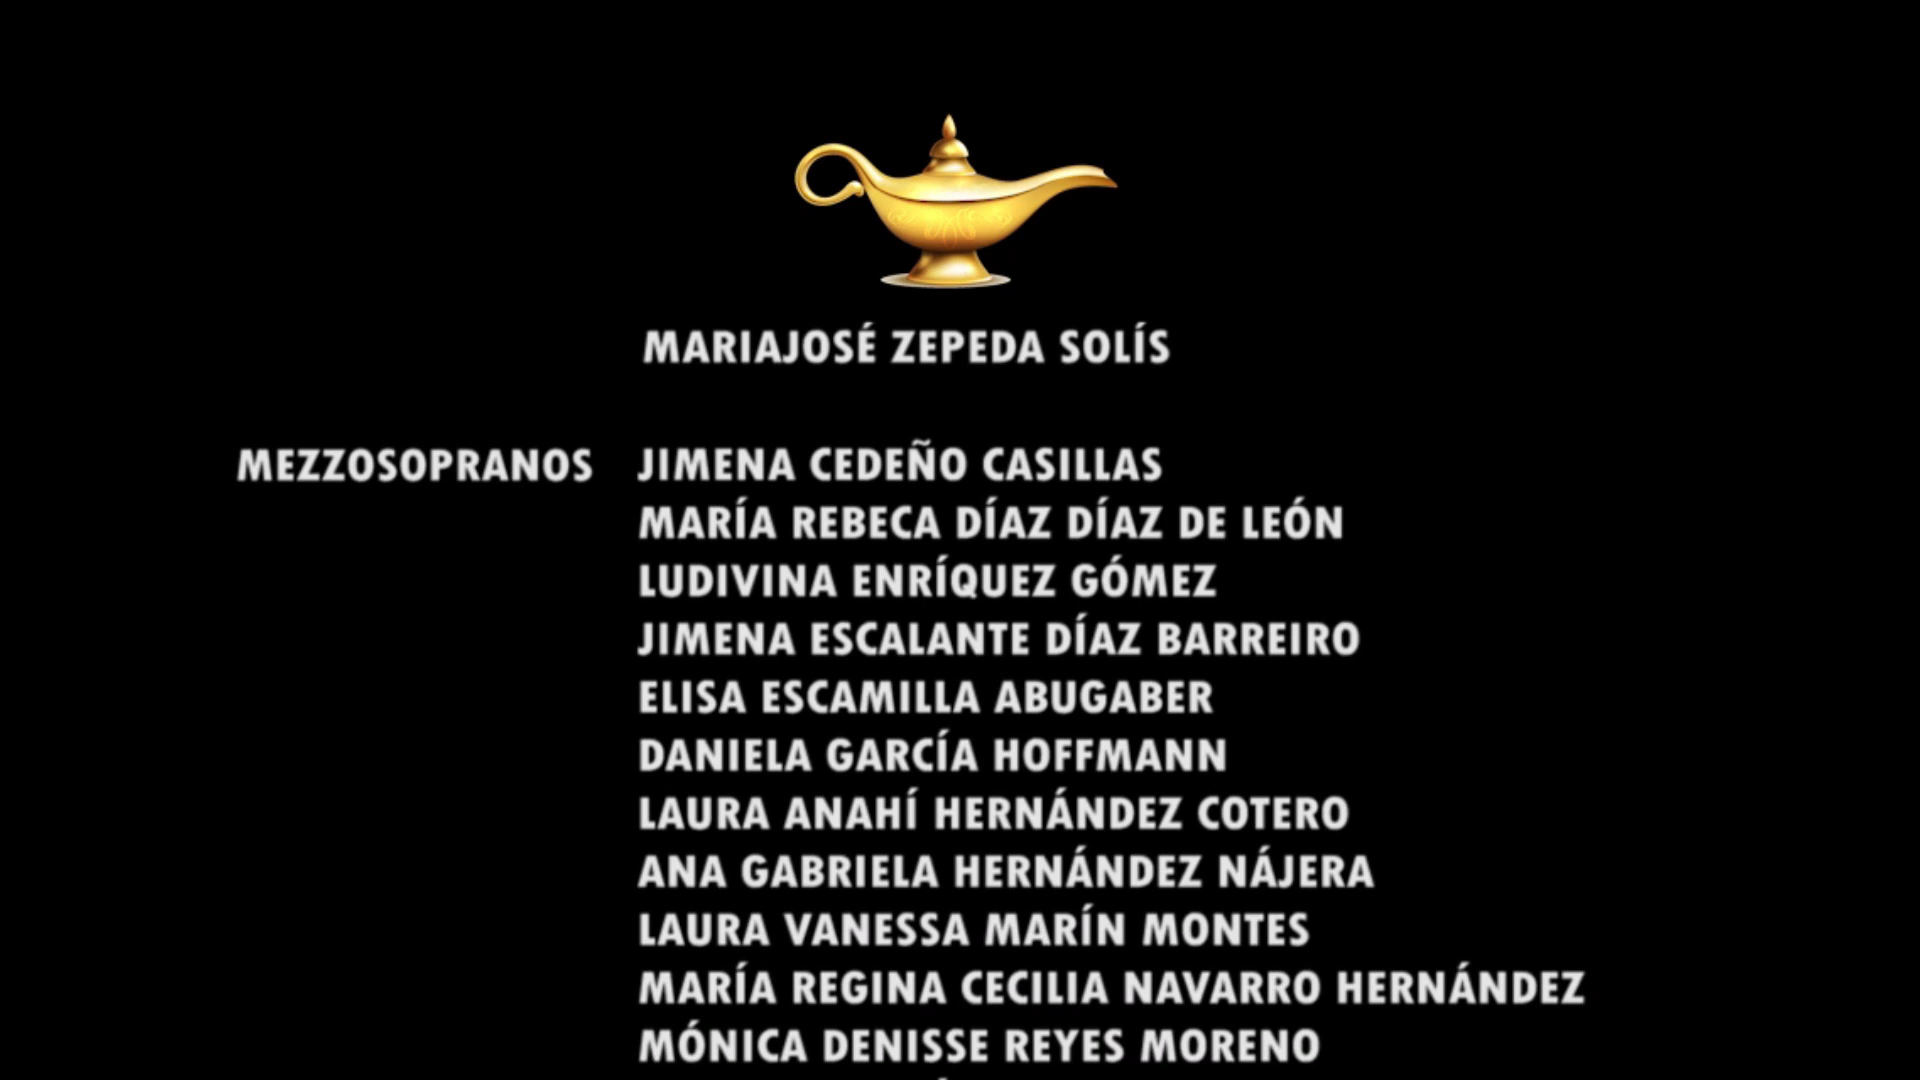 MARIAJOSÉ ZEPEDA SOLÍS
MEZZOSOPRANOS JIMENA CEDEÑO CASILLAS
MARÍA REBECA DÍAZ DÍAZ DE LEÓN
LUDIVINA ENRÍQUEZ GÓMEZ
JIMENA ESCALANTE DÍAZ BARREIRO
ELISA ESCAMILLA ABUGABER
DANIELA GARCÍA HOFFMANN
LAURA ANAHÍ HERNÁNDEZ COTERO
ANA GABRIELA HERNÁNDEZ NÁJERA
LAURA VANESSA MARÍN MONTES
MARÍA REGINA CECILIA NAVARRO HERNÁNDEZ
MÓNICA DENISSE REYES MORENO